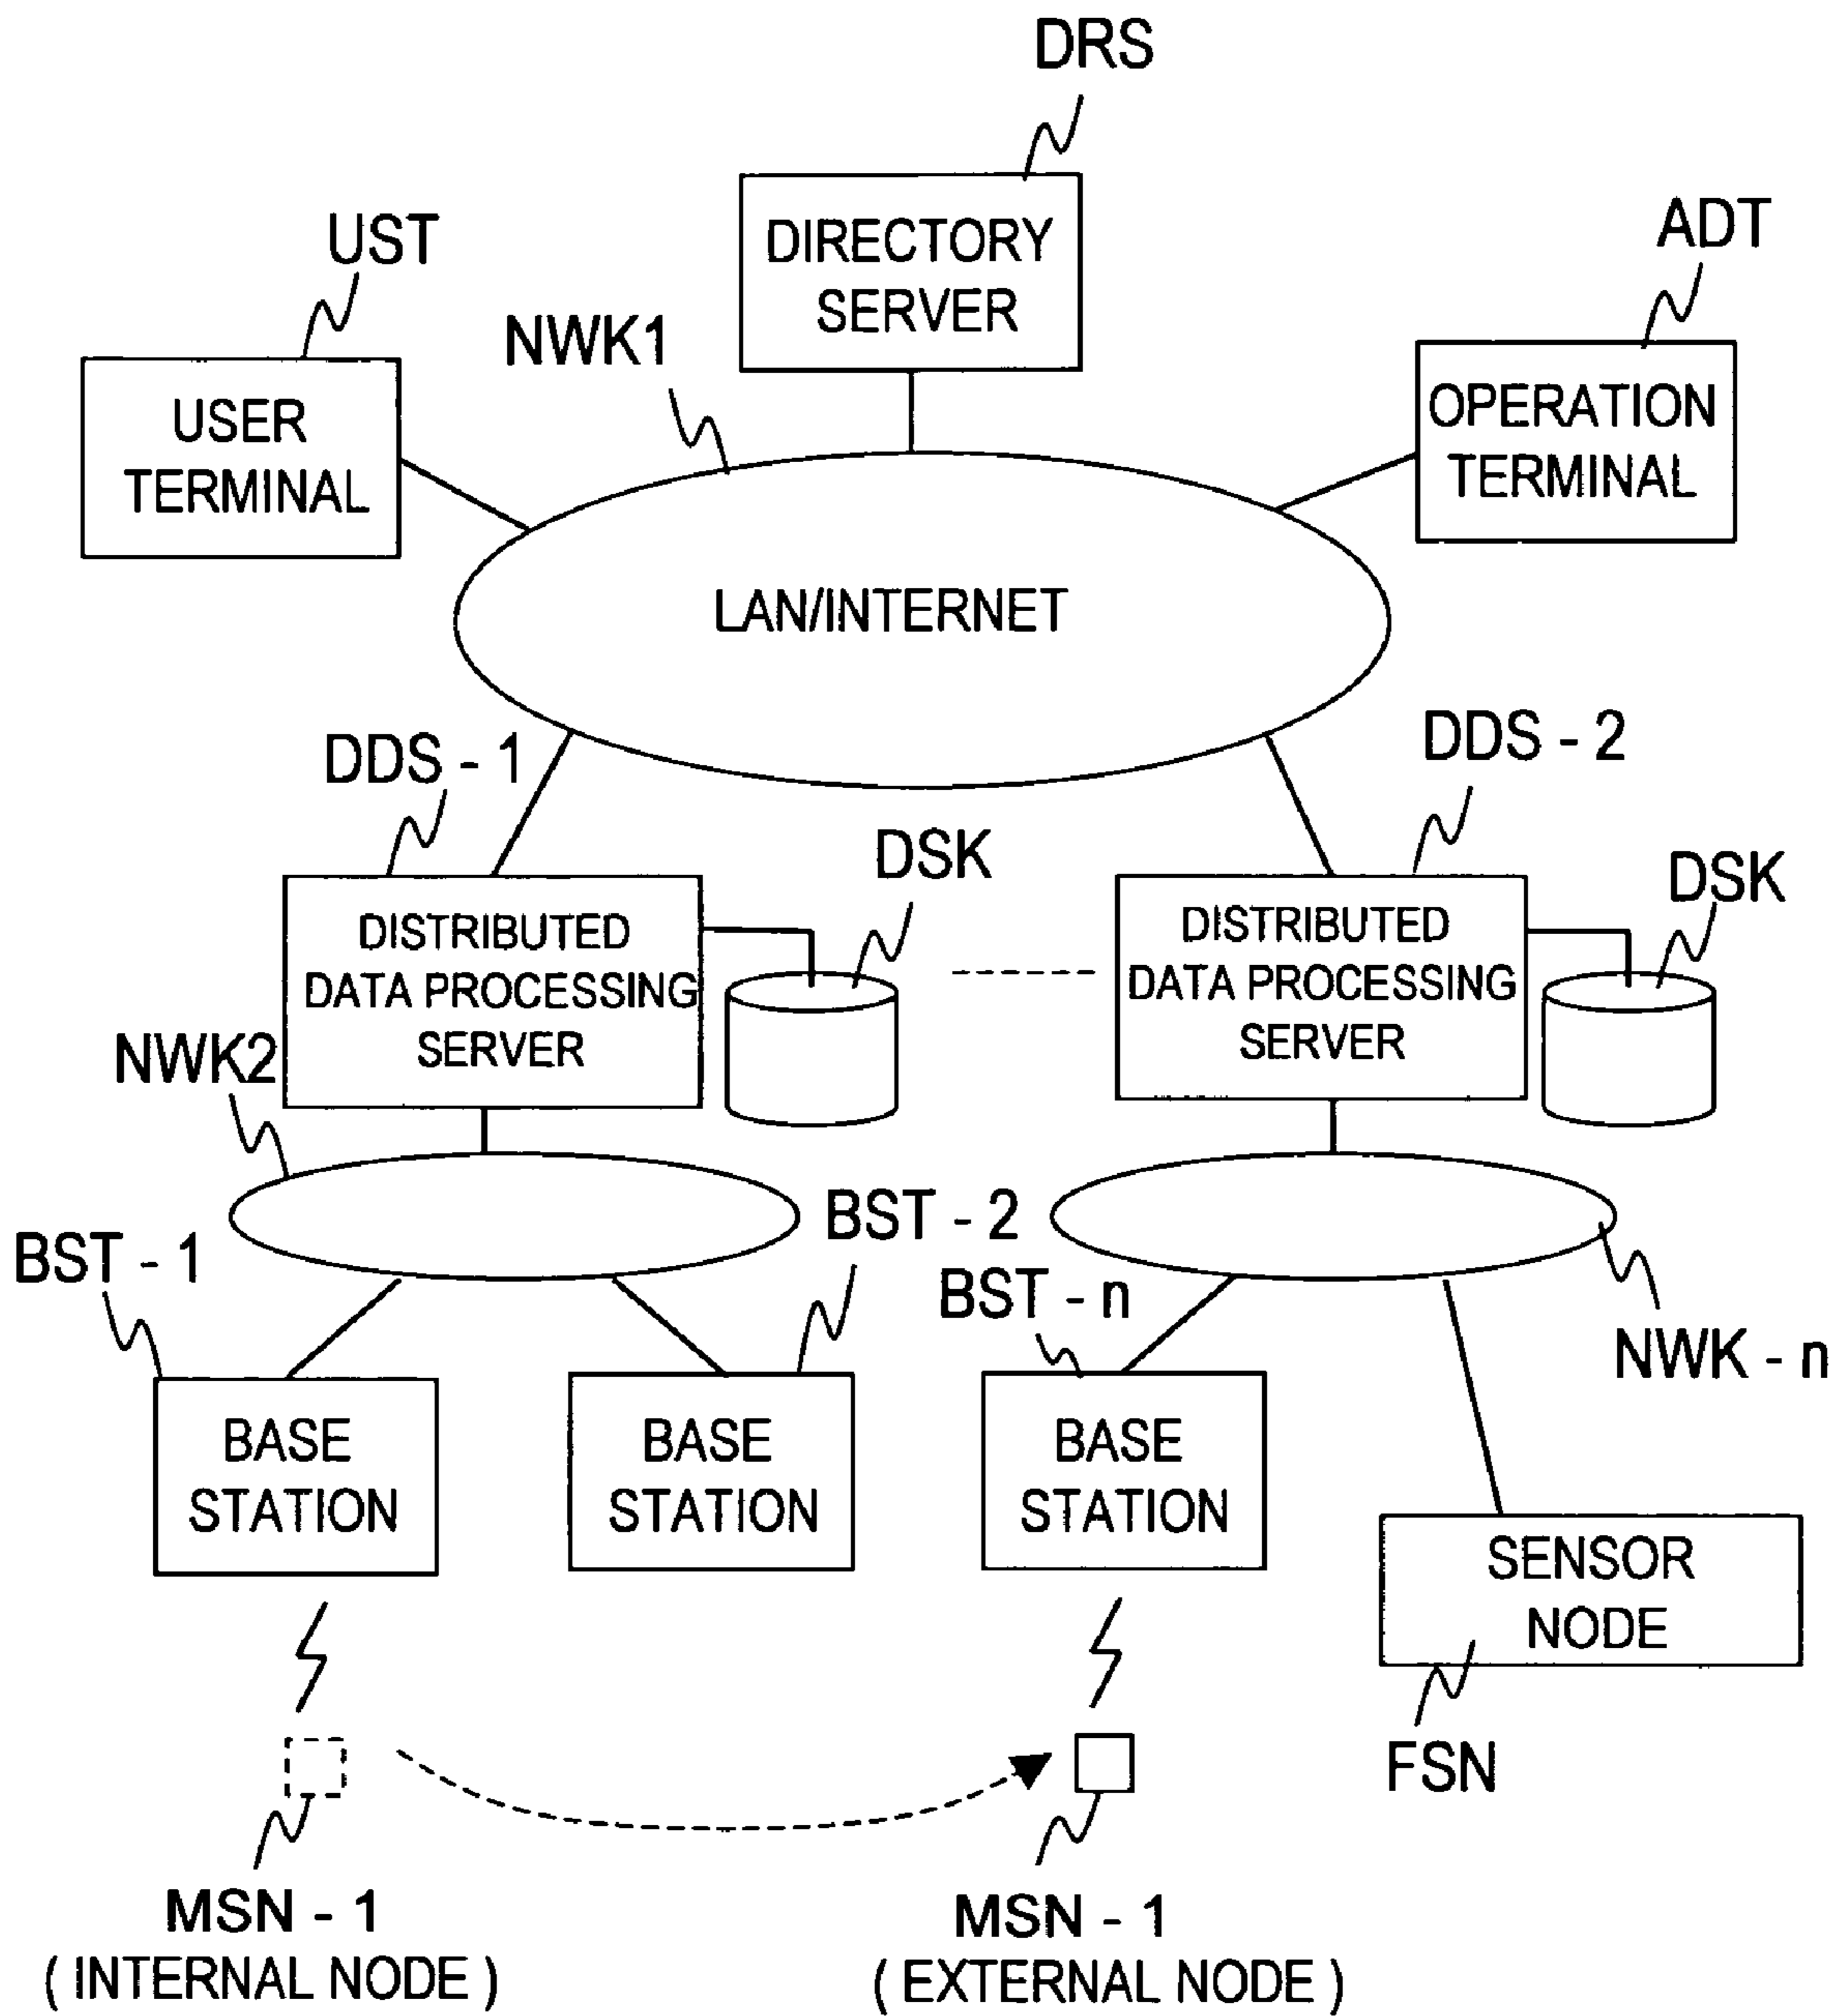 DRS
DIRECTORY
SERVER
UST
ADT
NWK1
USER
TERMINAL
OPERATION
TERMINAL
LAN/INTERNET
DDS - 1
DDS - 2
DSK
DSK
DISTRIBUTED
DATA PROCESSING
SERVER
DISTRIBUTED
DATA PROCESSING
SERVER
NWK2
BST - 1
BST - 2
BST - n
NWK - n
BASE
STATION
BASE
STATION
BASE
STATION
SENSOR
NODE
FSN
MSN - 1
( INTERNAL NODE )
MSN - 1
( EXTERNAL NODE )